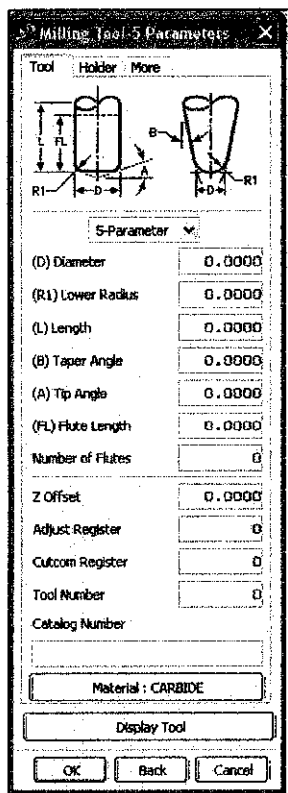 Milling Tool-5 Parameters
Tool Holder More
L FL B
R1 D A D R1
5-Parameter
(D) Diameter 0.0000
(R1) Lower Radius 0.0000
(L) Length 0.0000
(B) Taper Angle 0.0000
(A) Tip Angle 0.0000
(FL) Flute Length 0.0000
Number of Flutes 0
Z Offset 0.0000
Adjust Register 0
Cutcom Register 0
Tool Number 0
Catalog Number
Material : CARBIDE
Display Tool
OK Back Cancel